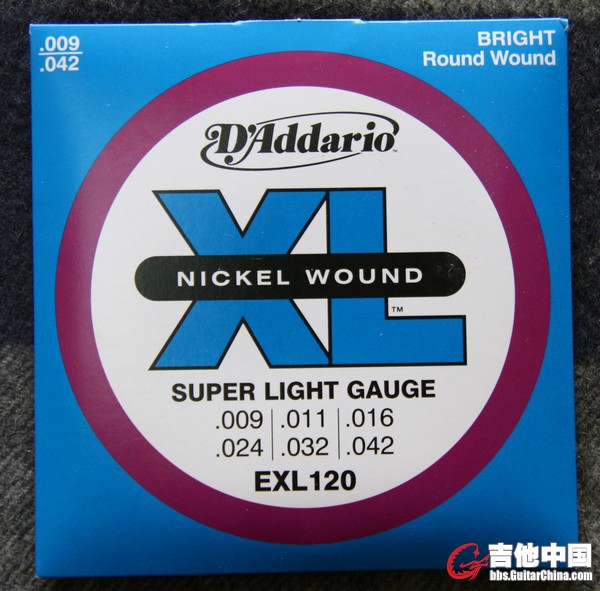 .009
.042
BRIGHT
Round Wound
D'Addario™
XL
NICKEL WOUND
™
SUPER LIGHT GAUGE
.009 .011 .016
.024 .032 .042
EXL120
吉他中国
bbs.GuitarChina.com